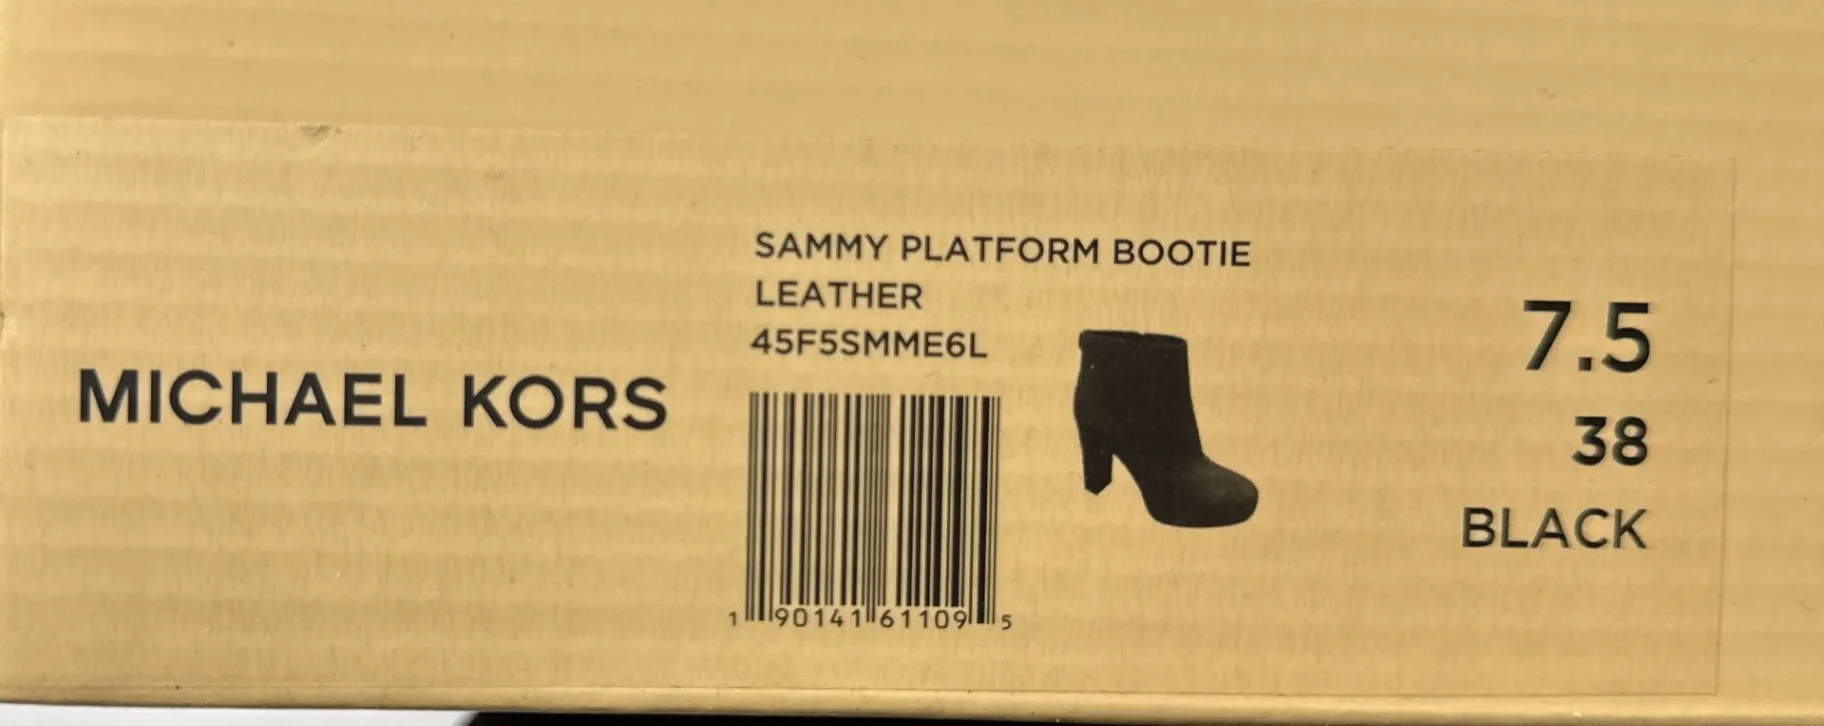 MICHAEL KORS
SAMMY PLATFORM BOOTIE
LEATHER
45F5SMME6L
1 90141 61109 5
7.5
38
BLACK